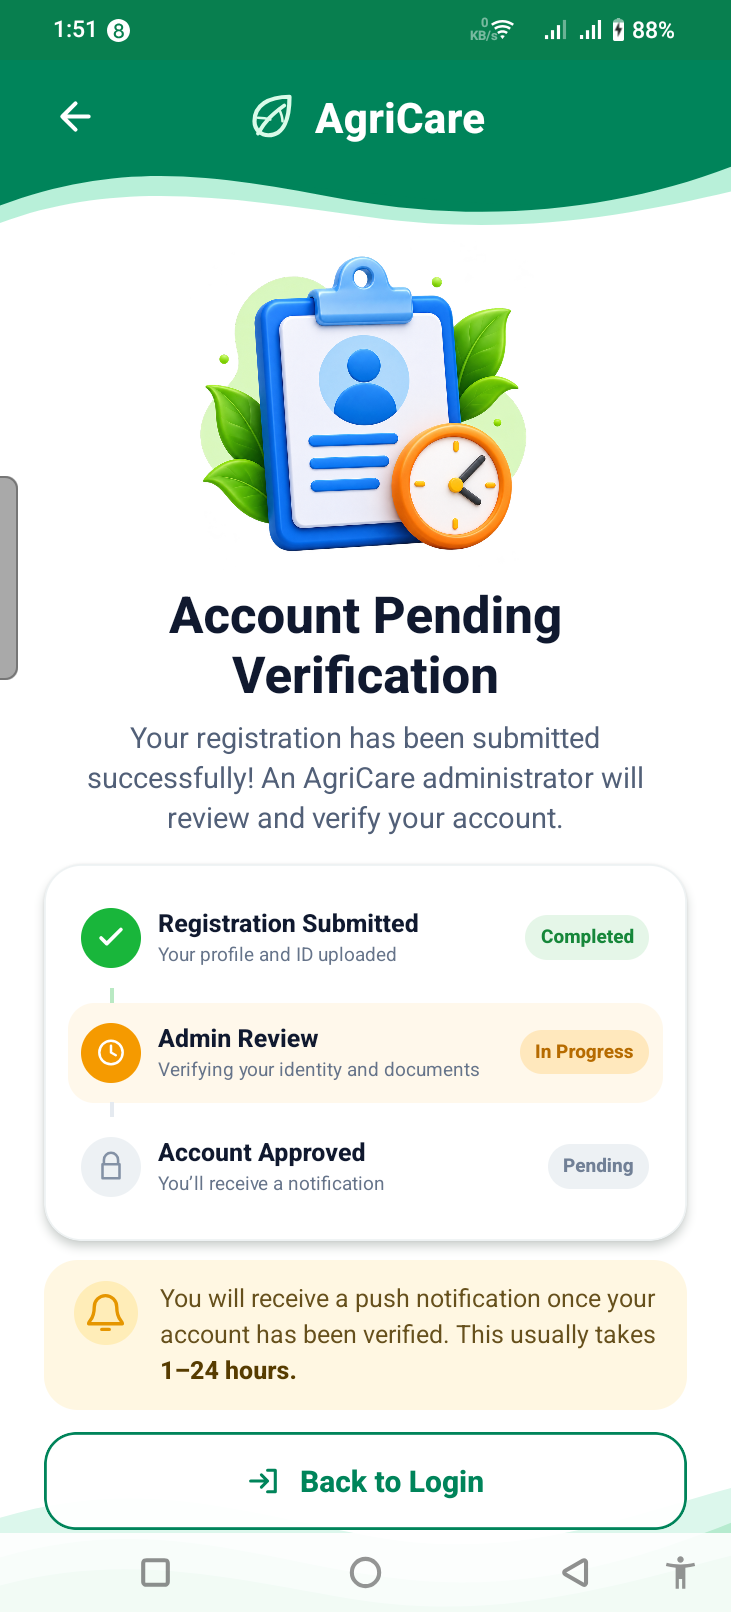 1:51 8 0 KB/s 88%
AgriCare
Account Pending
Verification
Your registration has been submitted
successfully! An AgriCare administrator will
review and verify your account.
Registration Submitted
Your profile and ID uploaded
Completed
Admin Review
Verifying your identity and documents
In Progress
Account Approved
You’ll receive a notification
Pending
You will receive a push notification once your
account has been verified. This usually takes
1–24 hours.
Back to Login